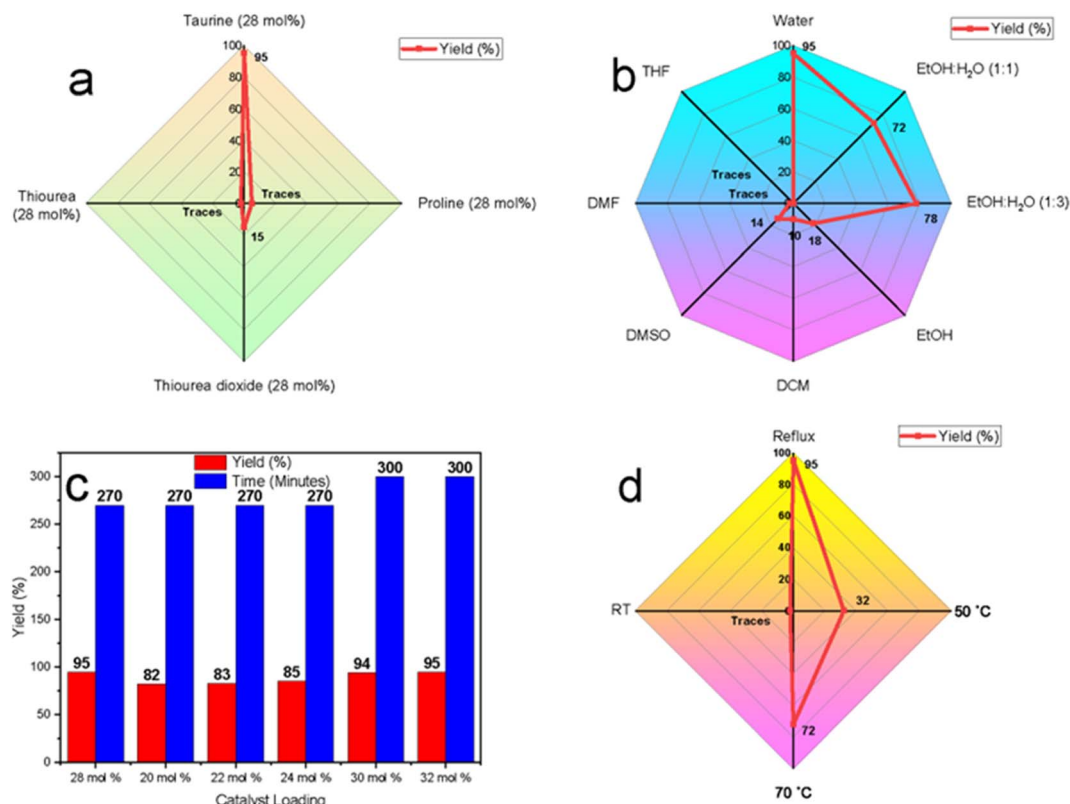 a
Taurine (28 mol%)
Yield (%)
100
95
80
60
40
20
0
Traces
Traces
15
Thiourea
(28 mol%)
Proline (28 mol%)
Thiourea dioxide (28 mol%)
b
Water
Yield (%)
100
95
80
60
40
20
0
THF
EtOH:H₂O (1:1)
72
Traces
Traces
DMF
EtOH:H₂O (1:3)
78
14
10
18
DMSO
EtOH
DCM
c
Yield (%)
Time (Minutes)
300
250
200
150
100
50
0
270
270
270
270
300
300
95
82
83
85
94
95
Yield (%)
28 mol %
20 mol %
22 mol %
24 mol %
30 mol %
32 mol %
Catalyst Loading
d
Reflux
Yield (%)
100
95
80
60
40
20
0
RT
Traces
32
50 °C
72
70 °C